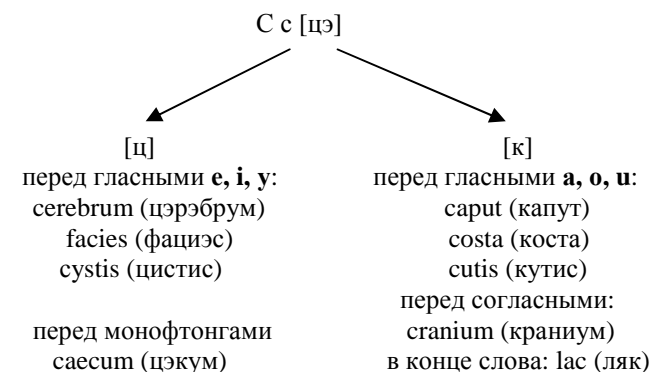 С с [цэ]
[ц]
перед гласными e, i, y:
cerebrum (цэрэбрум)
facies (фациэс)
cystis (цистис)
перед монофтонгами
caecum (цэкум)
[к]
перед гласными a, o, u:
caput (капут)
costa (коста)
cutis (кутис)
перед согласными:
cranium (краниум)
в конце слова: lac (ляк)